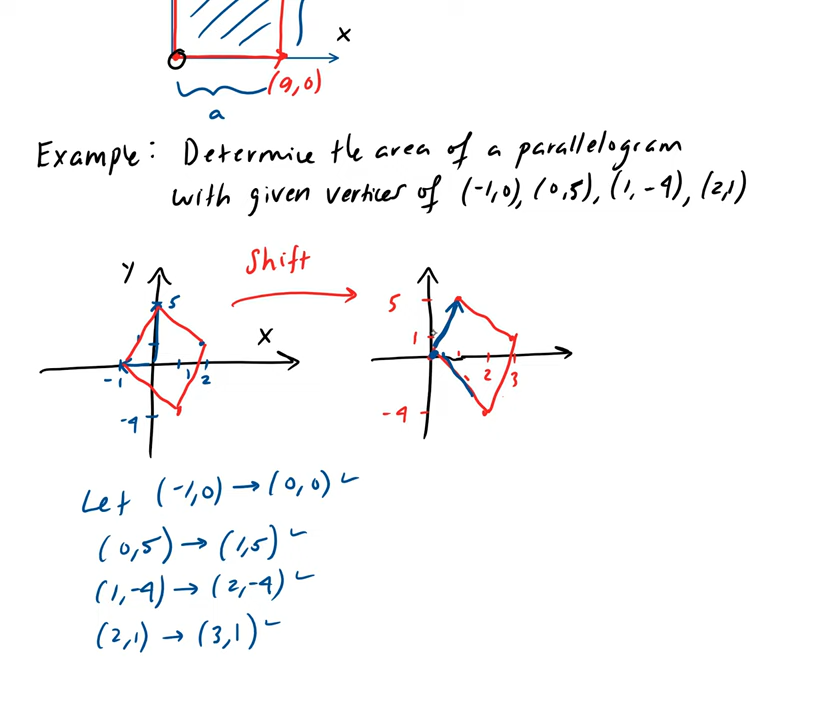 x
(a,0)
a
Example: Determine the area of a parallelogram
with given vertices of (-1,0), (0,5), (1,-4), (2,1)
Shift
y
5
5
x
1
-1
1
2
2
3
-4
-4
Let (-1,0) → (0,0) ✓
(0,5) → (1,5) ✓
(1,-4) → (2,-4) ✓
(2,1) → (3,1) ✓